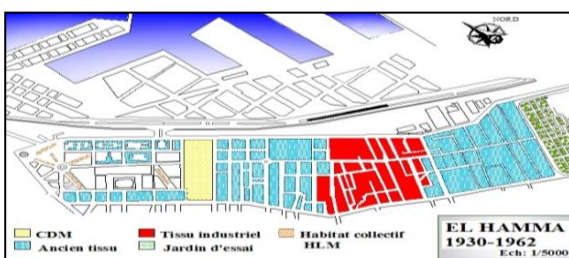 NORD
CDM
Tissu industriel
Habitat collectif
HLM
Ancien tissu
Jardin d'essai
EL HAMMA
1930-1962
Ech: 1/5000